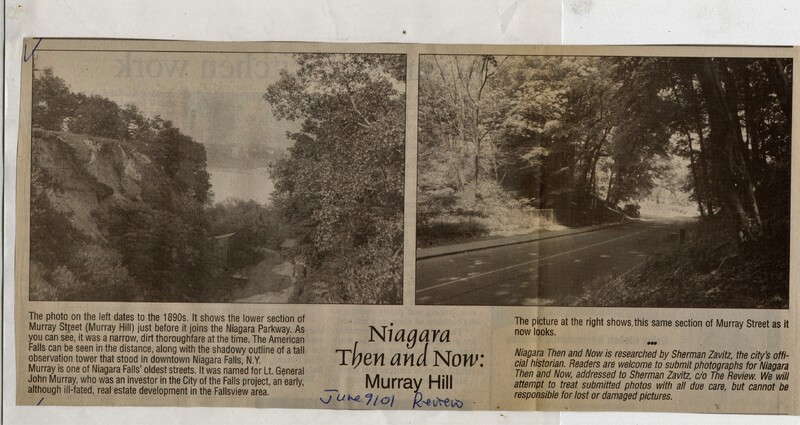 The photo on the left dates to the 1890s. It shows the lower section of
Murray Street (Murray Hill) just before it joins the Niagara Parkway. As
you can see, it was a narrow, dirt thoroughfare at the time. The American
Falls can be seen in the distance, along with the shadowy outline of a tall
observation tower that stood in downtown Niagara Falls, N.Y.
Murray is one of Niagara Falls' oldest streets. It was named for Lt. General
John Murray, who was an investor in the City of the Falls project, an early,
although ill-fated, real estate development in the Fallsview area.
Niagara
Then and Now:
Murray Hill
June 9/01 Review
The picture at the right shows this same section of Murray Street as it
now looks.
•••
Niagara Then and Now is researched by Sherman Zavitz, the city's offi-
cial historian. Readers are welcome to submit photographs for Niagara
Then and Now, addressed to Sherman Zavitz, c/o The Review. We will
attempt to treat submitted photos with all due care, but cannot be
responsible for lost or damaged pictures.